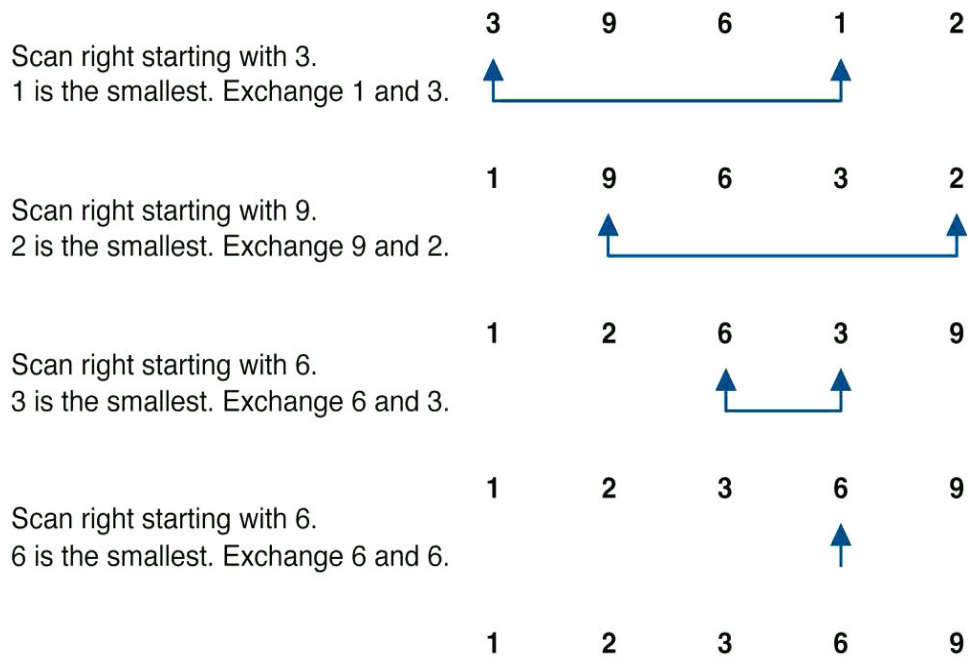 3 9 6 1 2
Scan right starting with 3.
1 is the smallest. Exchange 1 and 3.
1 9 6 3 2
Scan right starting with 9.
2 is the smallest. Exchange 9 and 2.
1 2 6 3 9
Scan right starting with 6.
3 is the smallest. Exchange 6 and 3.
1 2 3 6 9
Scan right starting with 6.
6 is the smallest. Exchange 6 and 6.
1 2 3 6 9